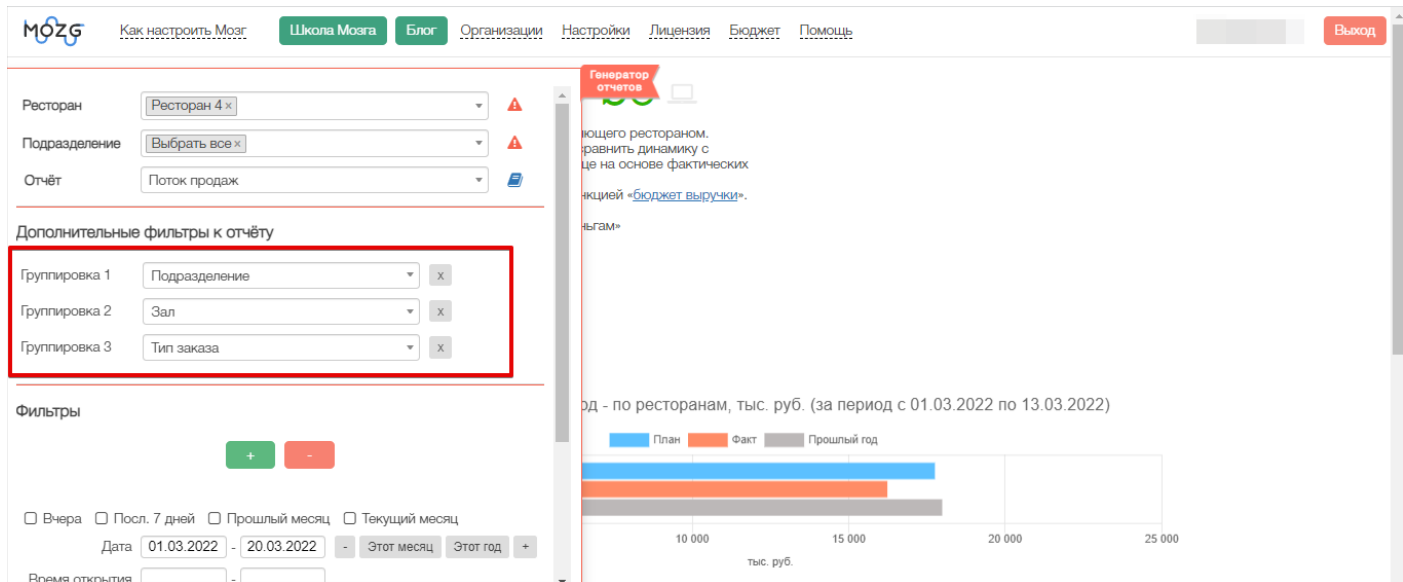 MOZG Как настроить Мозг Школа Мозга Блог Организации Настройки Лицензия Бюджет Помощь Выход
Генератор отчетов
Ресторан Ресторан 4 ×
Подразделение Выбрать все ×
Отчёт Поток продаж
Дополнительные фильтры к отчёту
Группировка 1 Подразделение x
Группировка 2 Зал x
Группировка 3 Тип заказа x
Фильтры
+ -
Вчера Посл. 7 дней Прошлый месяц Текущий месяц
Дата 01.03.2022 - 20.03.2022 - Этот месяц Этот год +
Время открытия -
ющего рестораном.
равнить динамику с
це на основе фактических
нкцией «бюджет выручки».
ньгам»
од - по ресторанам, тыс. руб. (за период с 01.03.2022 по 13.03.2022)
План Факт Прошлый год
10 000 15 000 20 000 25 000
тыс. руб.